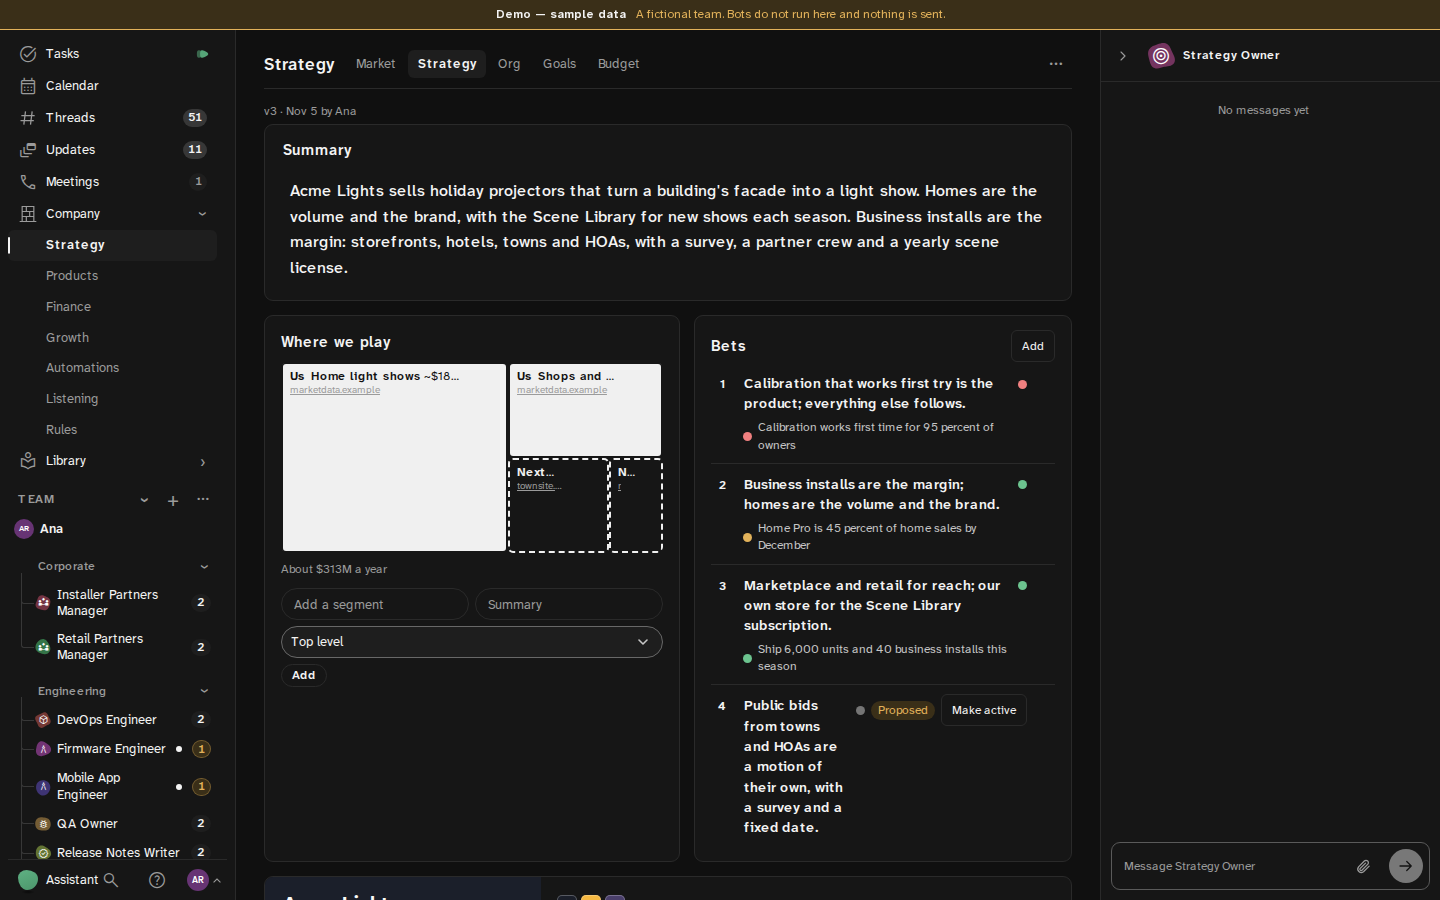 Demo — sample data A fictional team. Bots do not run here and nothing is sent.
Tasks
Calendar
Threads 51
Updates 11
Meetings 1
Company
Strategy
Products
Finance
Growth
Automations
Listening
Rules
Library
TEAM
AR Ana
Corporate
Installer Partners
Manager
2
Retail Partners
Manager
2
Engineering
DevOps Engineer 2
Firmware Engineer 1
Mobile App
Engineer
1
QA Owner 2
Release Notes Writer 2
Assistant
AR
Strategy Market Strategy Org Goals Budget
v3 · Nov 5 by Ana
Summary
Acme Lights sells holiday projectors that turn a building's facade into a light show. Homes are the
volume and the brand, with the Scene Library for new shows each season. Business installs are the
margin: storefronts, hotels, towns and HOAs, with a survey, a partner crew and a yearly scene
license.
Where we play
Us Home light shows ~$18...
marketdata.example
Us Shops and ...
marketdata.example
Next...
townsite....
N...
r
About $313M a year
Add a segment
Summary
Top level
Add
Bets
Add
1 Calibration that works first try is the
product; everything else follows.
Calibration works first time for 95 percent of
owners
2 Business installs are the margin;
homes are the volume and the brand.
Home Pro is 45 percent of home sales by
December
3 Marketplace and retail for reach; our
own store for the Scene Library
subscription.
Ship 6,000 units and 40 business installs this
season
4 Public bids
from towns
and HOAs are
a motion of
their own, with
a survey and a
fixed date.
Proposed
Make active
Strategy Owner
No messages yet
Message Strategy Owner